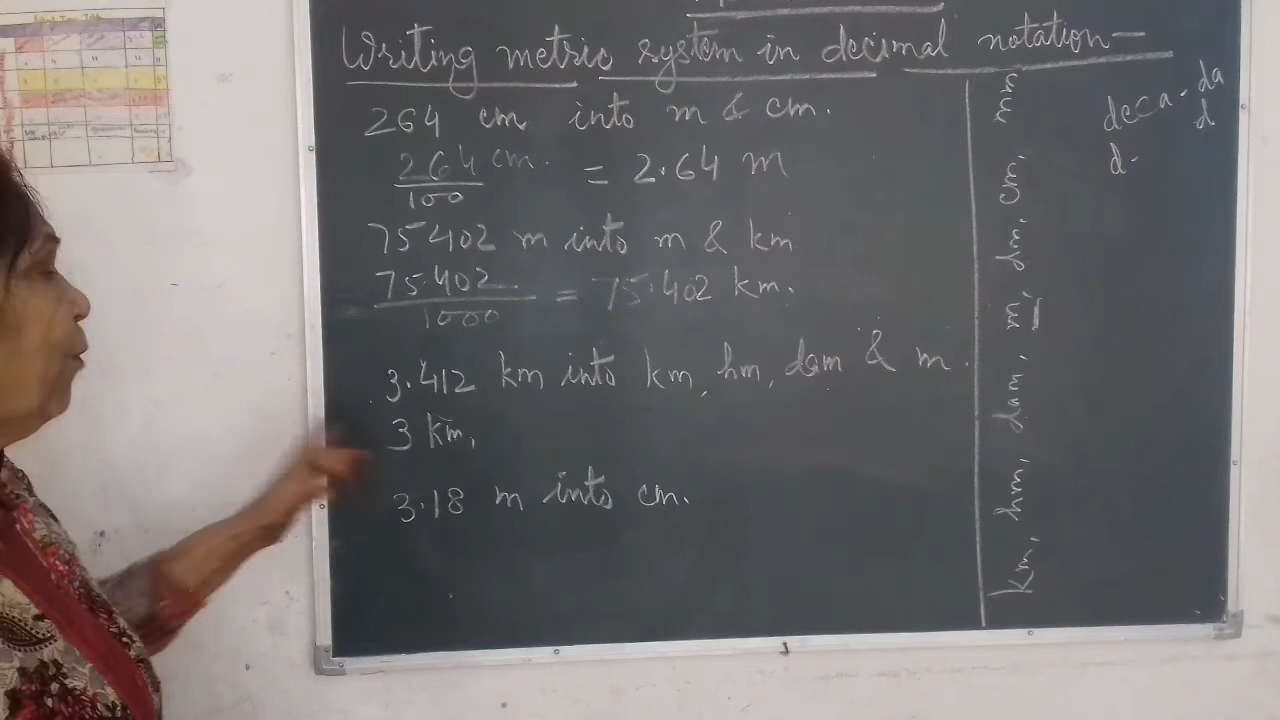 Writing metric system in decimal notation –
264 cm into m & cm.
264 cm.
100
= 2.64 m
75402 m into m & km
75.402
1000
= 75.402 km.
3.412 km into km, hm, dam & m.
3 km,
3.18 m into cm.
km, hm, dam, m, dm, cm, mm
deca - da
d
d.